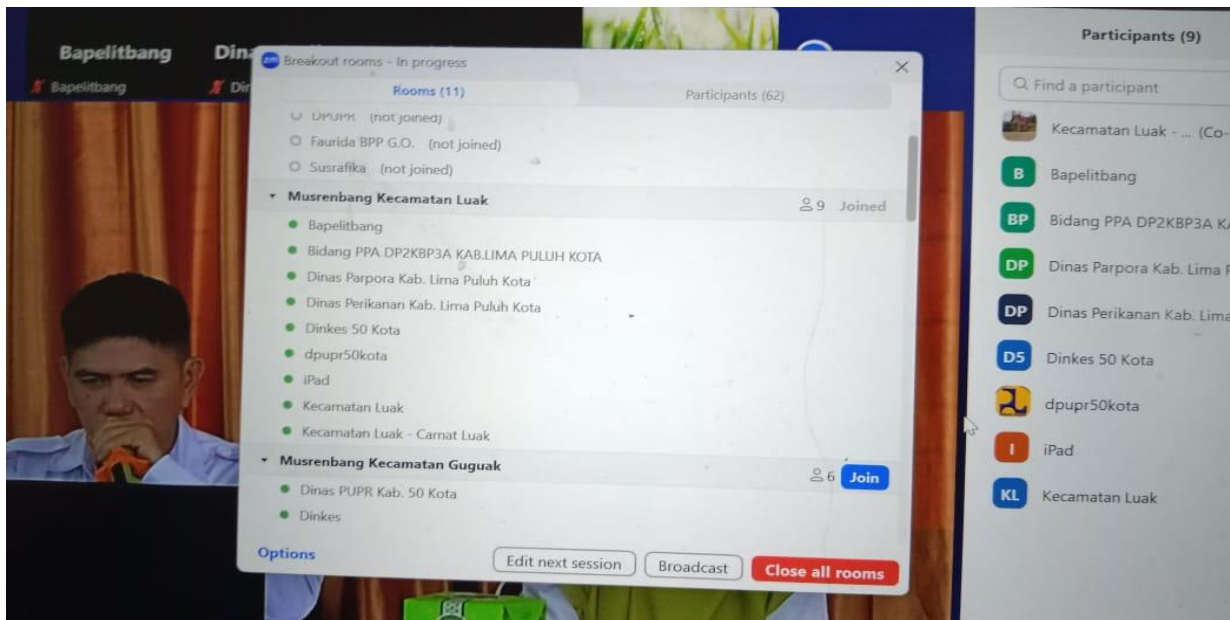 Bapelitbang
Bapelitbang
Breakout rooms - In progress
Rooms (11)
Participants (62)
DPUPR (not joined)
Faurida BPP G.O. (not joined)
Susrafika (not joined)
Musrenbang Kecamatan Luak
9 Joined
Bapelitbang
Bidang PPA DP2KBP3A KAB.LIMA PULUH KOTA
Dinas Parpora Kab. Lima Puluh Kota
Dinas Perikanan Kab. Lima Puluh Kota
Dinkes 50 Kota
dpupr50kota
iPad
Kecamatan Luak
Kecamatan Luak - Camat Luak
Musrenbang Kecamatan Guguak
6 Join
Dinas PUPR Kab. 50 Kota
Dinkes
Options
Edit next session
Broadcast
Close all rooms
Participants (9)
Find a participant
Kecamatan Luak - ... (Co-
B Bapelitbang
BP Bidang PPA DP2KBP3A
DP Dinas Parpora Kab. Lima
DP Dinas Perikanan Kab. Lima
D5 Dinkes 50 Kota
dpupr50kota
I iPad
KL Kecamatan Luak